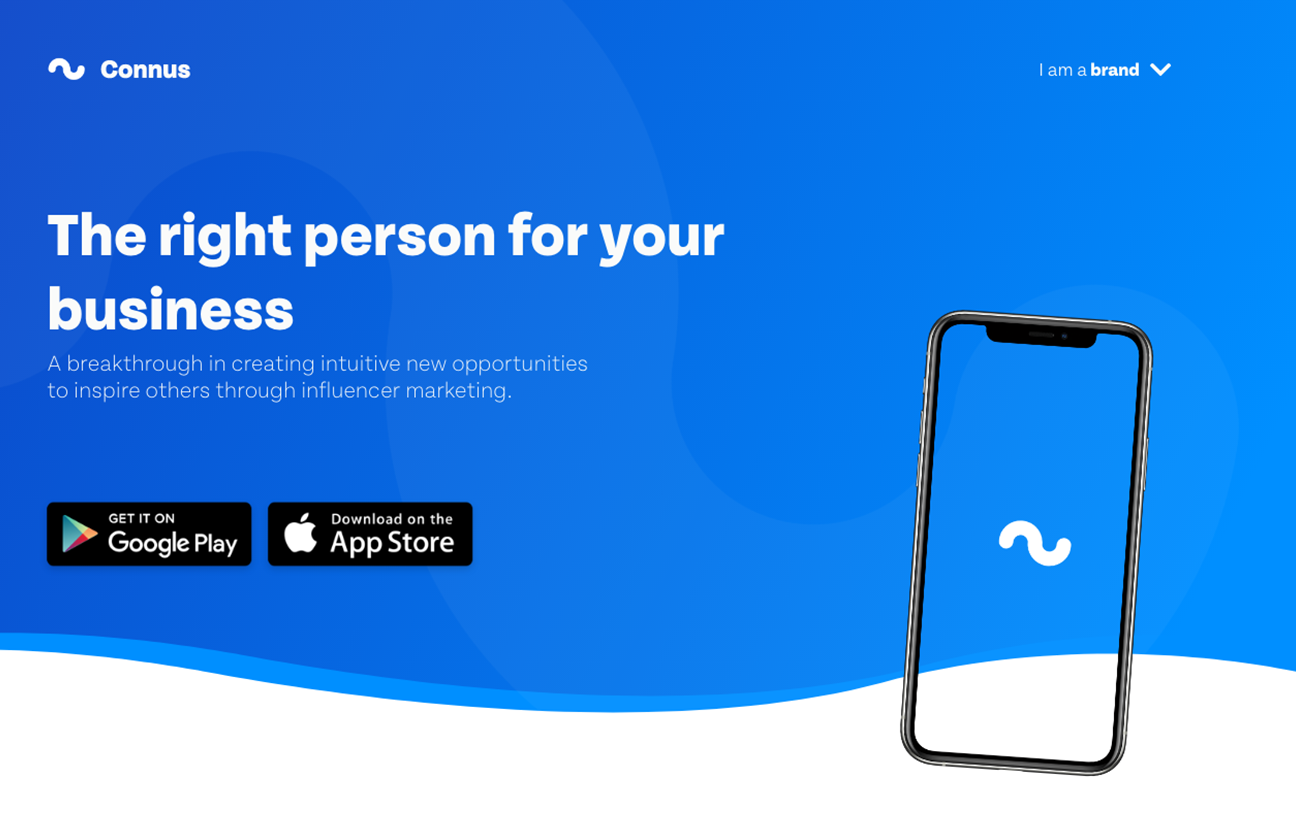 Connus
I am a brand
The right person for your
business
A breakthrough in creating intuitive new opportunities
to inspire others through influencer marketing.
GET IT ON
Google Play
Download on the
App Store